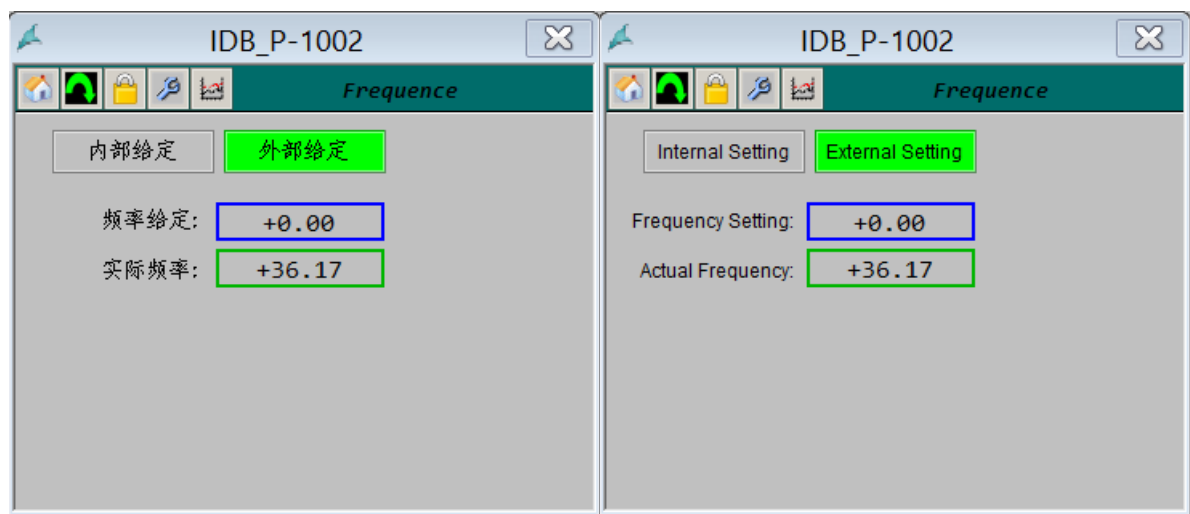 IDB_P-1002
Frequence
内部给定 外部给定
频率给定: +0.00
实际频率: +36.17
IDB_P-1002
Frequence
Internal Setting External Setting
Frequency Setting: +0.00
Actual Frequency: +36.17